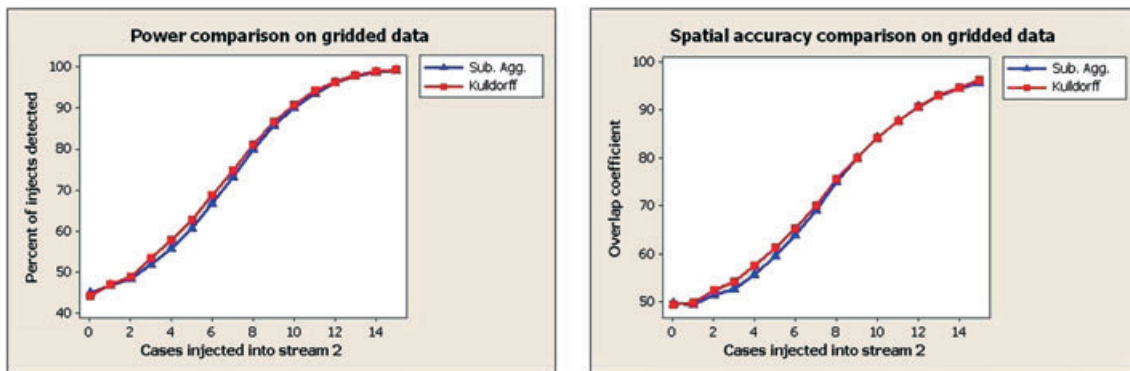 Power comparison on gridded data
Sub. Agg.
Kulldorff
Percent of injects detected
100
90
80
70
60
50
40
0 2 4 6 8 10 12 14
Cases injected into stream 2
Spatial accuracy comparison on gridded data
Sub. Agg.
Kulldorff
Overlap coefficient
100
90
80
70
60
50
0 2 4 6 8 10 12 14
Cases injected into stream 2